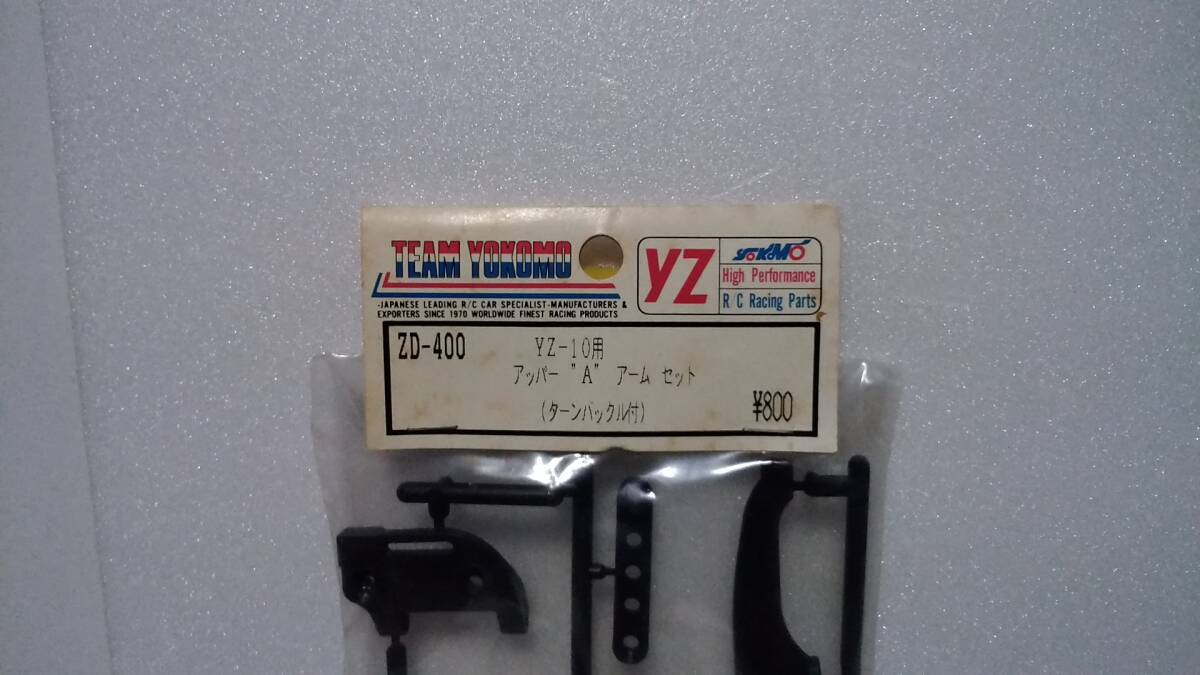 TEAM YOKOMO
-JAPANESE LEADING R/C CAR SPECIALIST-MANUFACTURERS &
EXPORTERS SINCE 1970 WORLDWIDE FINEST RACING PRODUCTS
YZ
YOKOMO
High Performance
R/C Racing Parts
ZD-400
YZ-10用
アッパー "A" アーム セット
(ターンバックル付)
¥800